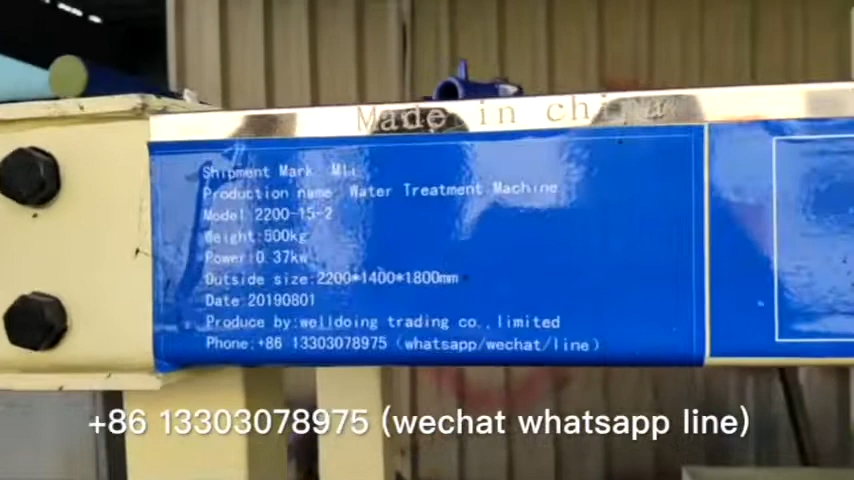 Made in china
Shipment Mark Mli
Production name Water Treatment Machine
Model 2200-15-2
Weight:500kg
Power:0.37kw
Outside size:2200*1400*1800mm
Date:20190801
Produce by:welldoing trading co.,limited
Phone:+86 13303078975 (whatsapp/wechat/line)
+86 13303078975 (wechat whatsapp line)